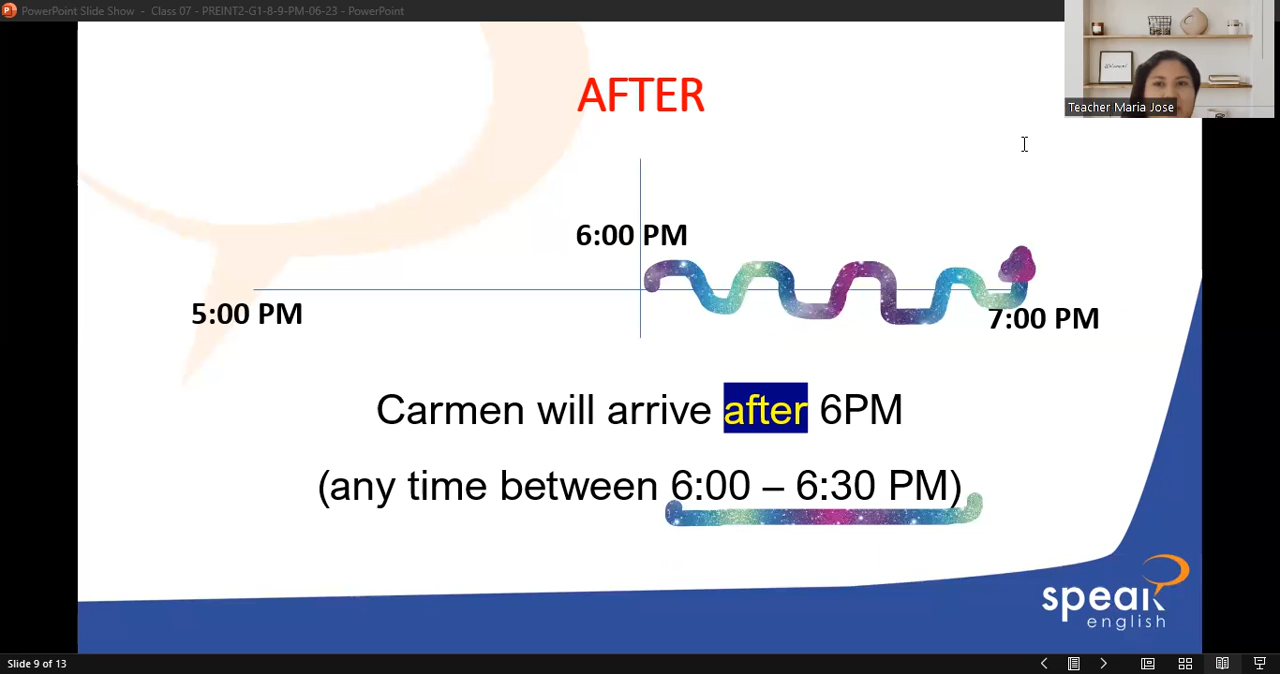 PowerPoint Slide Show - Class 07 - PREINT2-G1-8-9-PM-06-23 - PowerPoint
Teacher Maria Jose
AFTER
6:00 PM
5:00 PM
7:00 PM
Carmen will arrive after 6PM
(any time between 6:00 – 6:30 PM)
speak
english
Slide 9 of 13